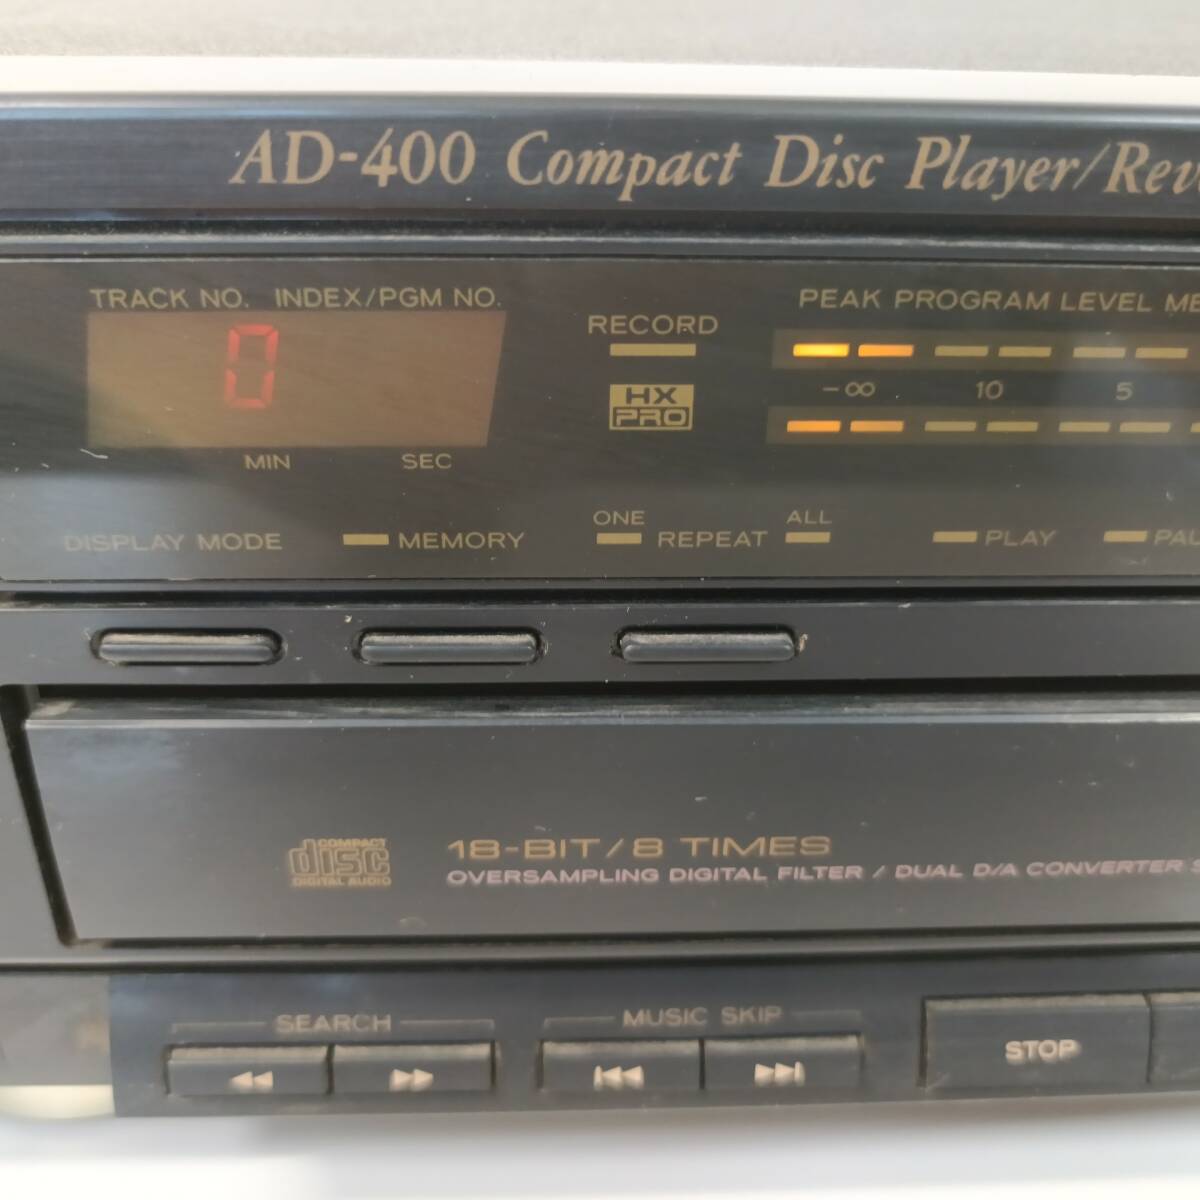 AD-400 Compact Disc Player/Rev
TRACK NO. INDEX/PGM NO.
0
MIN SEC
RECORD
HX
PRO
PEAK PROGRAM LEVEL ME
-∞ 10 5
DISPLAY MODE MEMORY
ONE REPEAT ALL
PLAY PAU
COMPACT
disc
DIGITAL AUDIO
18-BIT/8 TIMES
OVERSAMPLING DIGITAL FILTER / DUAL D/A CONVERTER
SEARCH
MUSIC SKIP
STOP